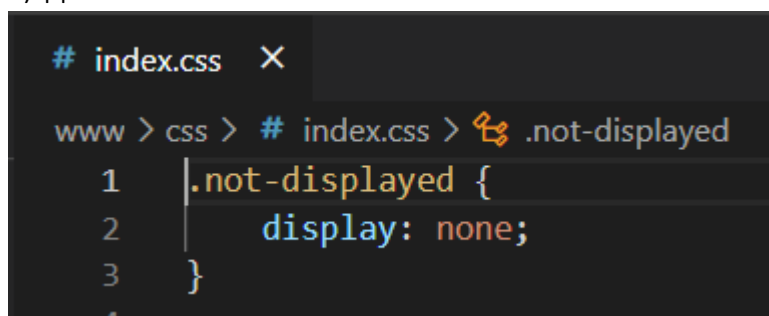 # index.css ×
www > css > # index.css > .not-displayed
1 .not-displayed {
2 display: none;
3 }